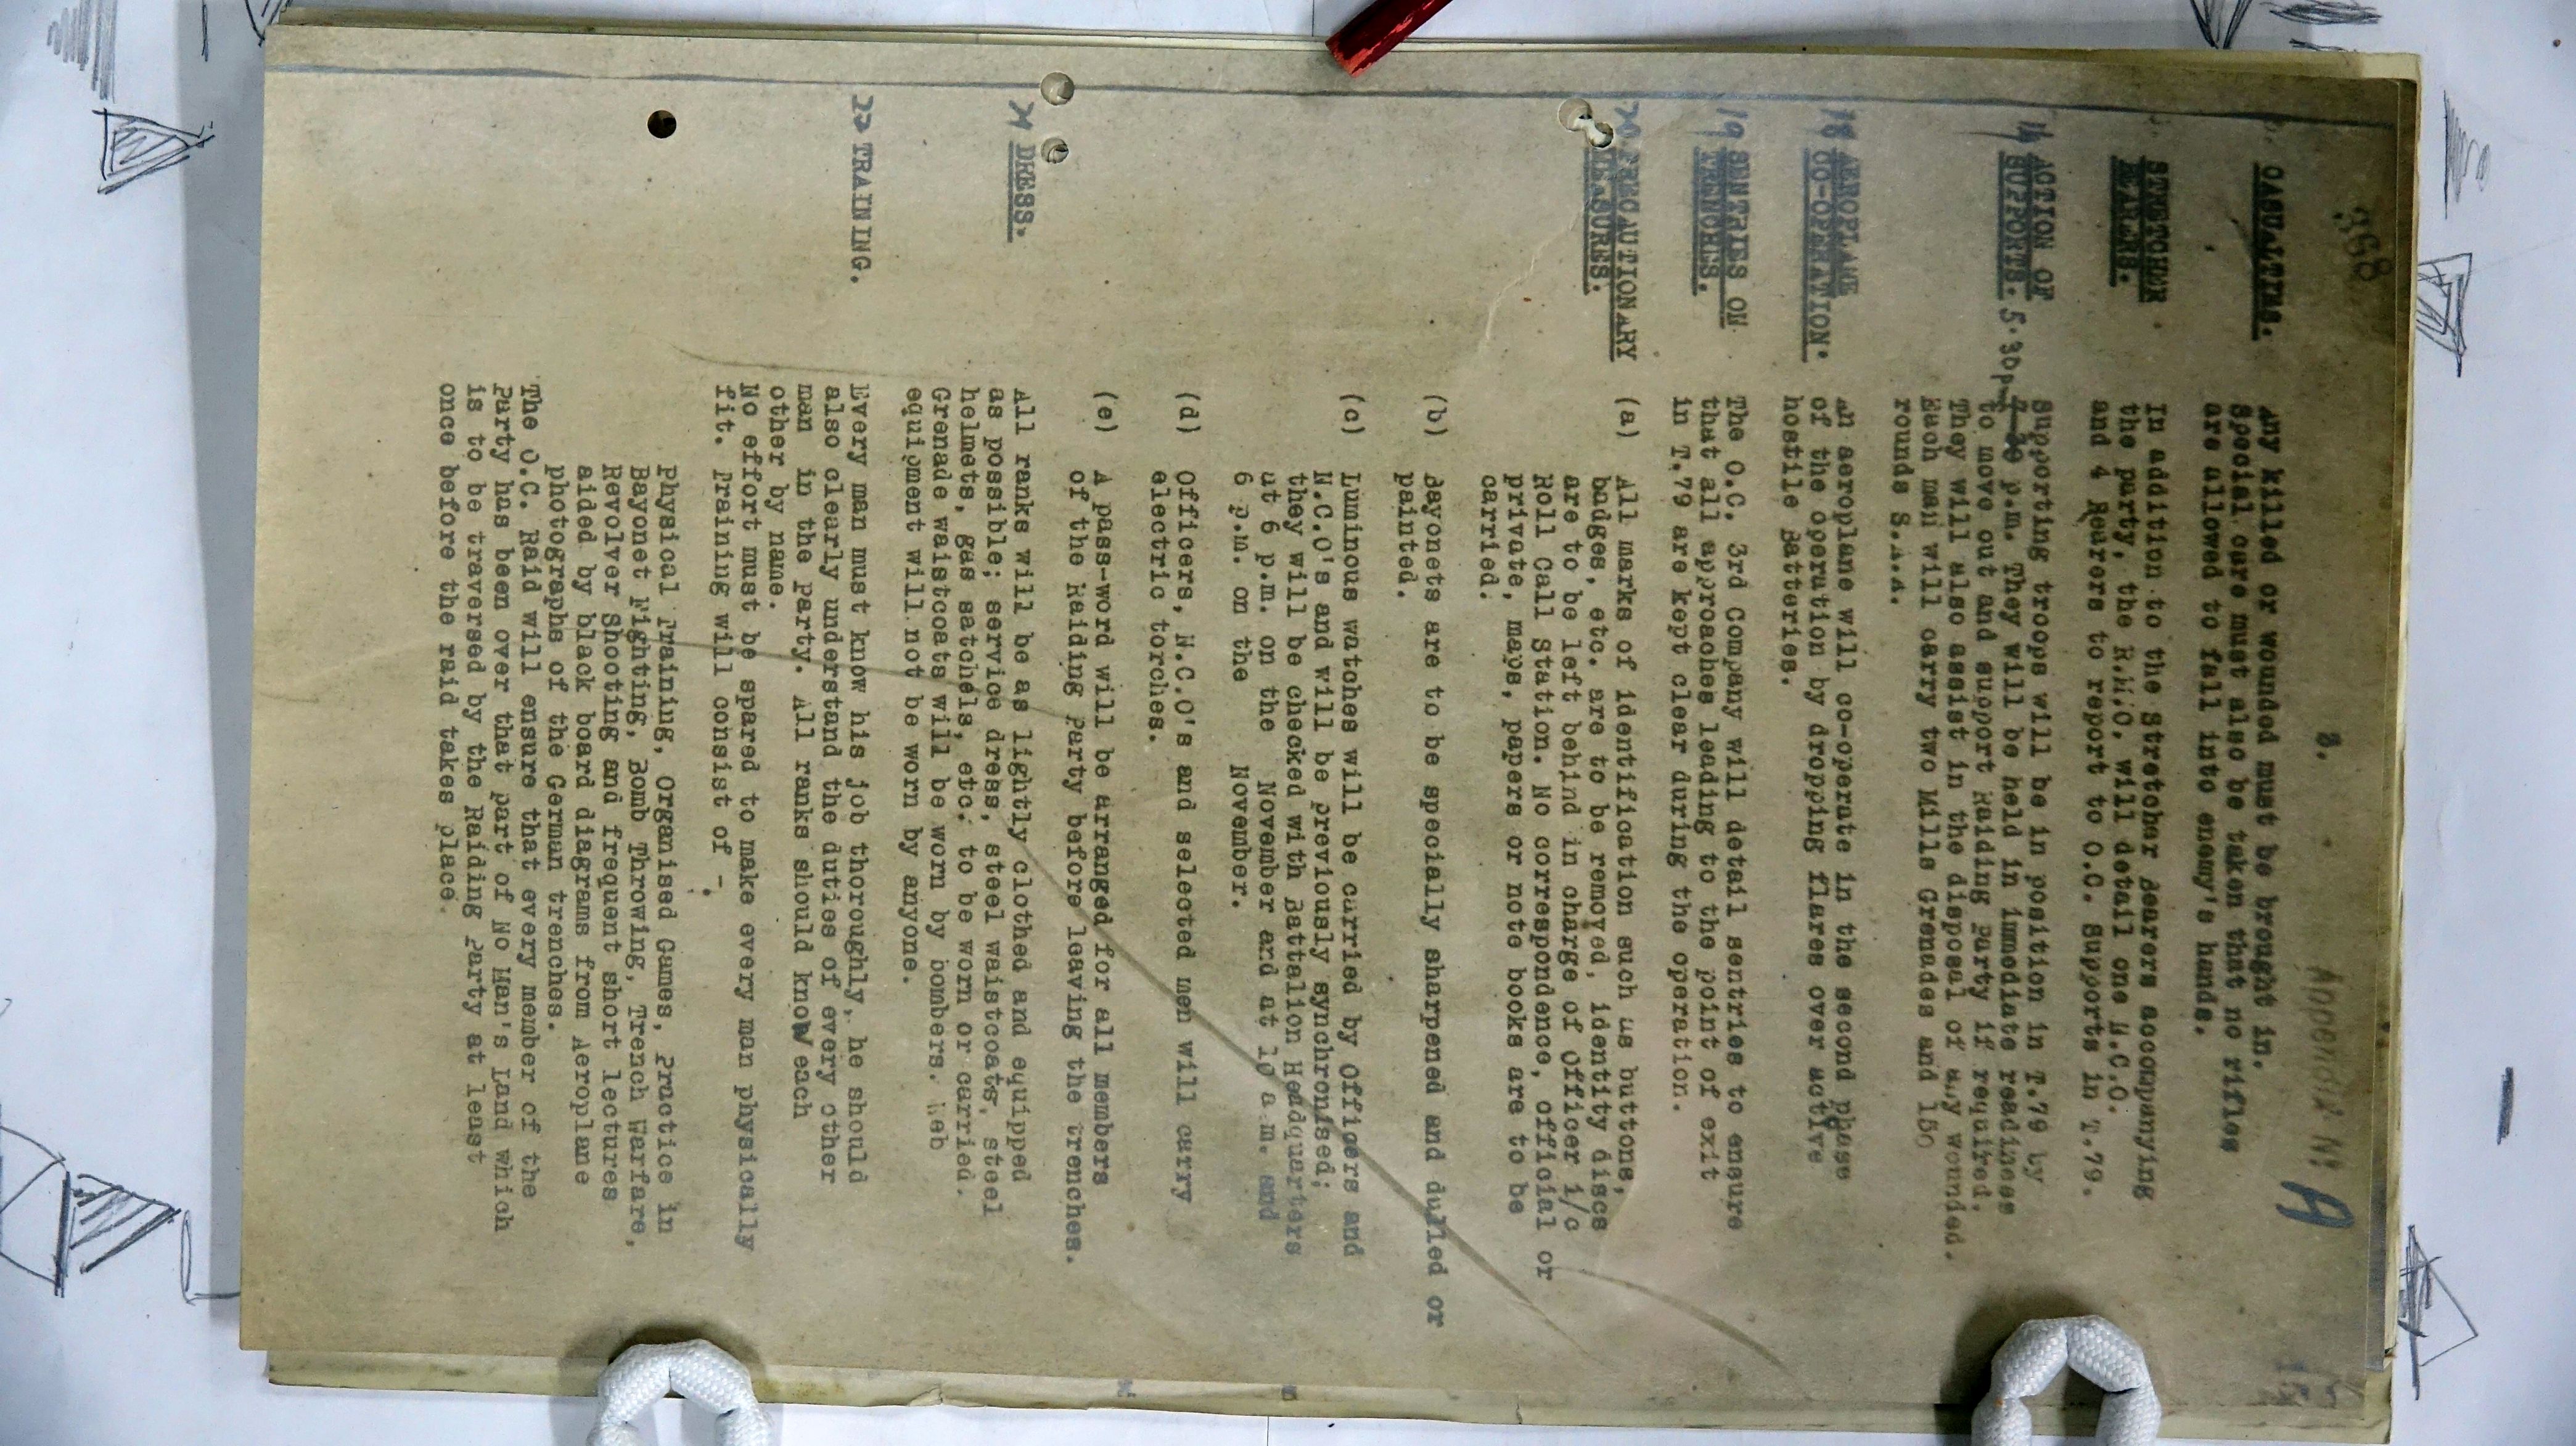 368
3.
Appendix No A
CASUALTIES. Any killed or wounded must be brought in.
Special care must also be taken that no rifles
are allowed to fall into enemy's hands.
STRETCHER In addition to the Stretcher Bearers accompanying
BEARERS. the party, the R.M.O. will detail one N.C.O.
and 4 Bearers to report to O.C. Supports in T.79.
ACTION OF Supporting troops will be in position in T.79 by
SUPPORTS. 5.30 pm p.m. They will be held in immediate readiness
to move out and support Raiding Party if required.
They will also assist in the disposal of any wounded.
Each man will carry two Mills Grenades and 150
rounds S.A.A.
18 AEROPLANE An aeroplane will co-operate in the second phase
CO-OPERATION. of the operation by dropping flares over active
hostile Batteries.
19 SENTRIES ON The O.C. 3rd Company will detail sentries to ensure
TRENCHES. that all approaches leading to the point of exit
in T.79 are kept clear during the operation.
20 PRECAUTIONARY (a) All marks of identification such as buttons,
MEASURES. badges, etc. are to be removed, identity discs
are to be left behind in charge of Officer i/c
Roll Call Station. No correspondence, official or
private, maps, papers or note books are to be
carried.
(b) Bayonets are to be specially sharpened and dulled or
painted.
(c) Luminous watches will be carried by Officers and
N.C.O's and will be previously synchronised;
they will be checked with Battalion Headquarters
at 6 p.m. on the November and at 10 a.m. and
6 p.m. on the November.
(d) Officers, N.C.O's and selected men will carry
electric torches.
(e) A pass-word will be arranged for all members
of the Raiding Party before leaving the trenches.
21 DRESS. All ranks will be as lightly clothed and equipped
as possible; service dress, steel waistcoats, steel
helmets, gas satchels, etc. to be worn or carried.
Grenade waistcoats will be worn by bombers. Web
equipment will not be worn by anyone.
22 TRAINING. Every man must know his job thoroughly, he should
also clearly understand the duties of every other
man in the party. All ranks should know each
other by name.
No effort must be spared to make every man physically
fit. Training will consist of -:
Physical Training, Organised Games, Practice in
Bayonet Fighting, Bomb Throwing, Trench Warfare,
Revolver Shooting and frequent short lectures
aided by black board diagrams from Aeroplane
photographs of the German trenches.
The O.C. Raid will ensure that every member of the
Party has been over that part of No Man's Land which
is to be traversed by the Raiding Party at least
once before the raid takes place.